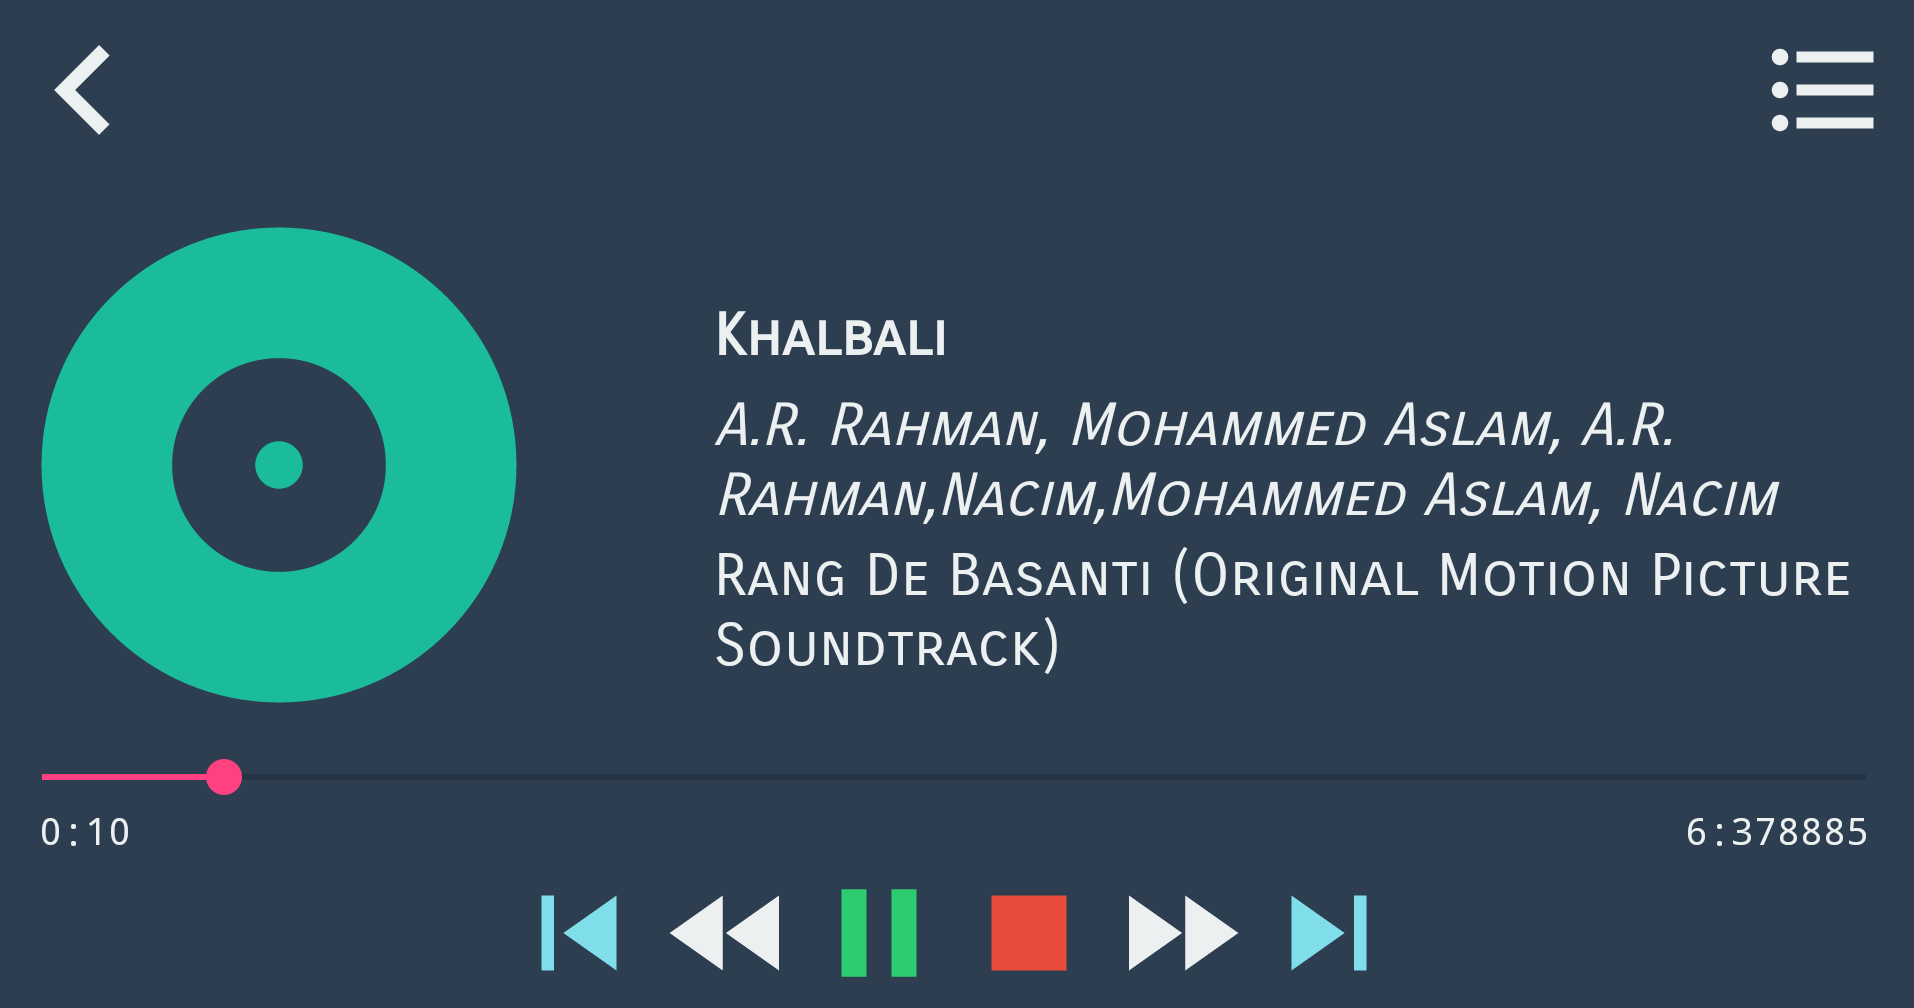 Khalbali
A.R. Rahman, Mohammed Aslam, A.R.
Rahman,Nacim,Mohammed Aslam, Nacim
Rang De Basanti (Original Motion Picture
Soundtrack)
0:10
6:378885